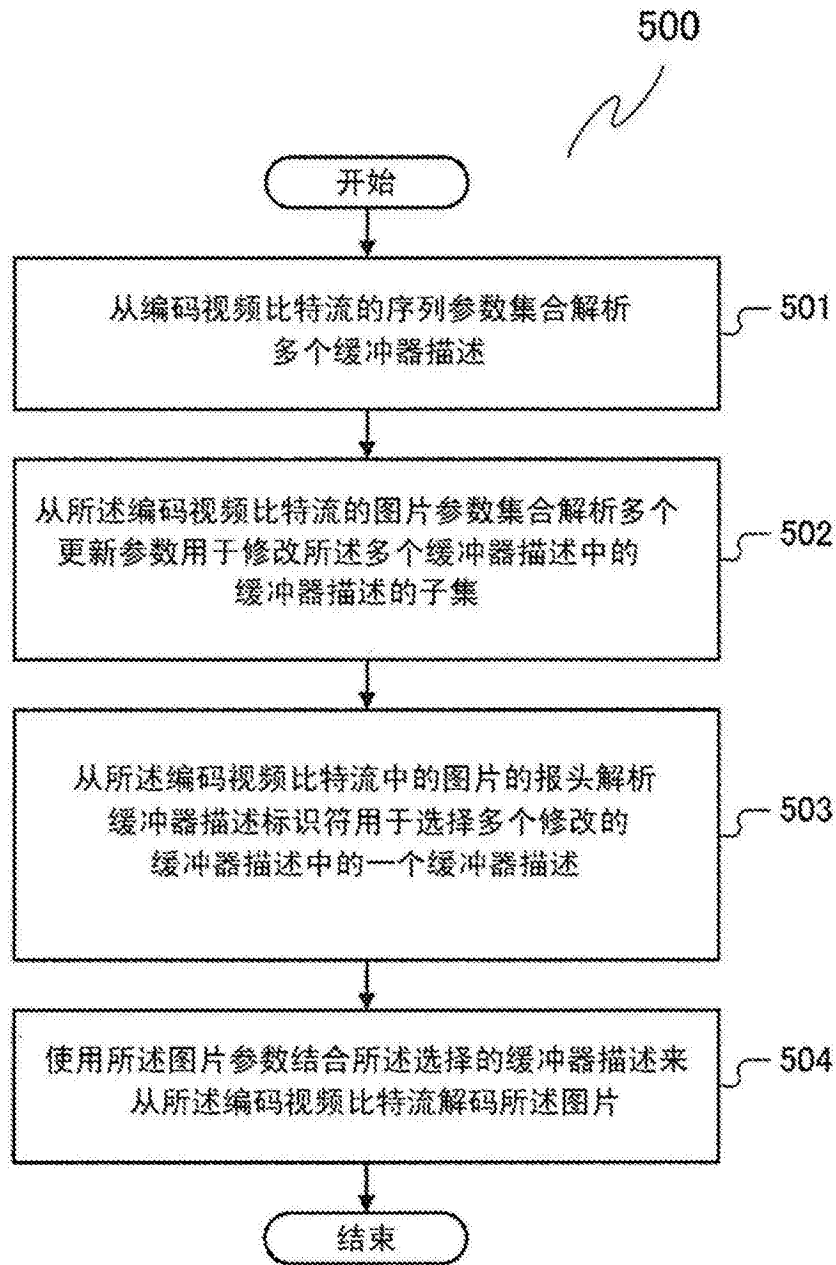 500
开始
从编码视频比特流的序列参数集合解析
多个缓冲器描述
501
从所述编码视频比特流的图片参数集合解析多个
更新参数用于修改所述多个缓冲器描述中的
缓冲器描述的子集
502
从所述编码视频比特流中的图片的报头解析
缓冲器描述标识符用于选择多个修改的
缓冲器描述中的一个缓冲器描述
503
使用所述图片参数结合所述选择的缓冲器描述来
从所述编码视频比特流解码所述图片
504
结束